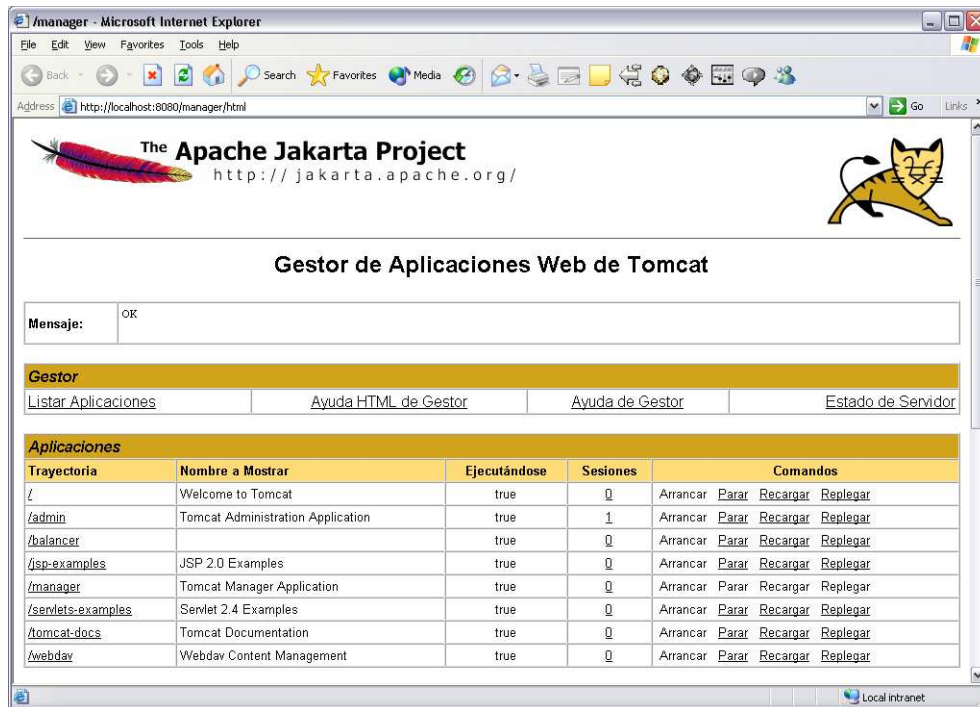 /manager - Microsoft Internet Explorer
File Edit View Favorites Tools Help
Back Search Favorites Media
Address http://localhost:8080/manager/html Go Links
The Apache Jakarta Project
http://jakarta.apache.org/
Gestor de Aplicaciones Web de Tomcat
Mensaje: OK
Gestor
Listar Aplicaciones Ayuda HTML de Gestor Ayuda de Gestor Estado de Servidor
Aplicaciones
Trayectoria Nombre a Mostrar Ejecutándose Sesiones Comandos
/ Welcome to Tomcat true 0 Arrancar Parar Recargar Replegar
/admin Tomcat Administration Application true 1 Arrancar Parar Recargar Replegar
/balancer true 0 Arrancar Parar Recargar Replegar
/jsp-examples JSP 2.0 Examples true 0 Arrancar Parar Recargar Replegar
/manager Tomcat Manager Application true 0 Arrancar Parar Recargar Replegar
/servlets-examples Servlet 2.4 Examples true 0 Arrancar Parar Recargar Replegar
/tomcat-docs Tomcat Documentation true 0 Arrancar Parar Recargar Replegar
/webdav Webdav Content Management true 0 Arrancar Parar Recargar Replegar
Local intranet